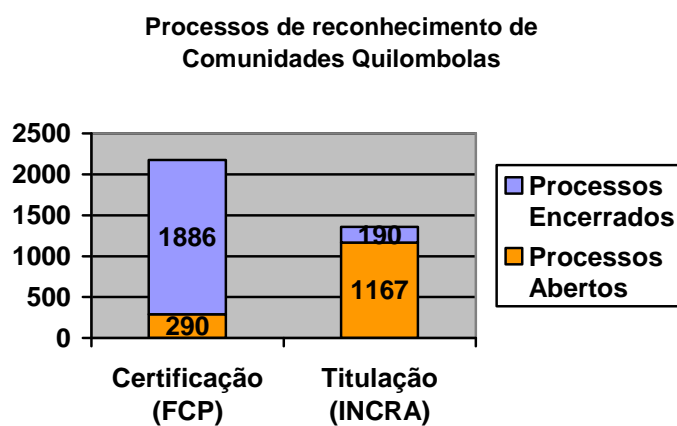 Processos de reconhecimento de
Comunidades Quilombolas
2500
2000
1500
1000
500
0
1886
290
190
1167
Certificação
(FCP)
Titulação
(INCRA)
Processos
Encerrados
Processos
Abertos